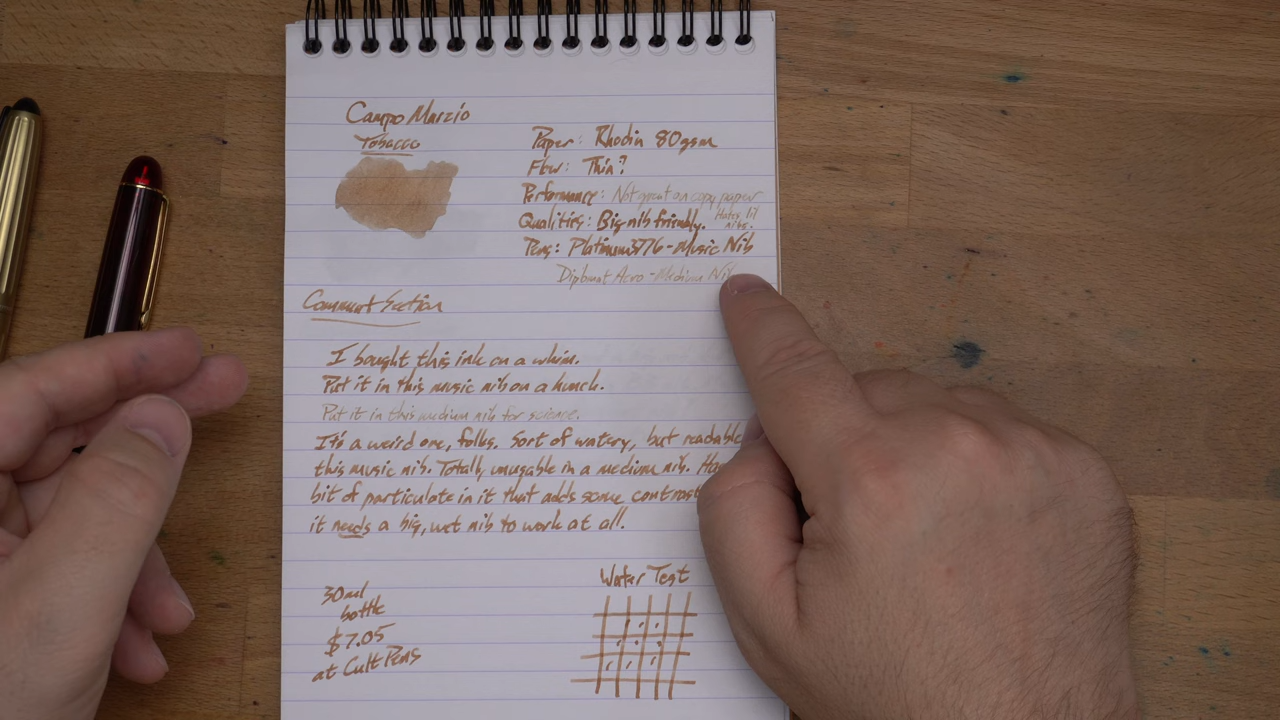 Campo Marzio
Tobacco
Paper: Rhodia 80gsm
Flow: Thin?
Performance: Not great on copy paper
Qualities: Big nib friendly. Hates lil nibs.
Pens: Platinum 3776 - Music Nib
Diplomat Aero - Medium Nib
Comment Section
I bought this ink on a whim.
Put it in this music nib on a hunch.
Put it in this medium nib for science.
It's a weird one, folks. Sort of watery, but readable
this music nib. Totally unusable in a medium nib.
bit of particulate in it that adds some contrast
it needs a big, wet nib to work at all.
30ml
bottle
$7.05
at Cult Pens
Water Test